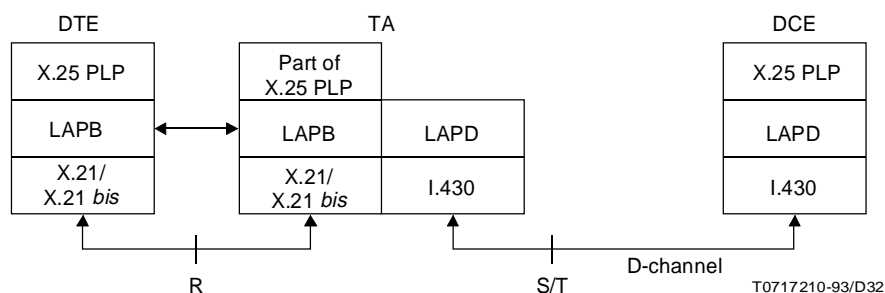 DTE
TA
DCE
X.25 PLP
Part of
X.25 PLP
X.25 PLP
LAPB
LAPB
LAPD
LAPD
X.21/
X.21 bis
X.21/
X.21 bis
I.430
I.430
R
S/T
D-channel
T0717210-93/D32